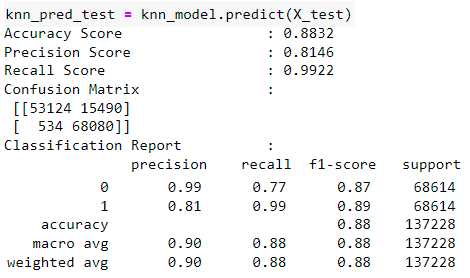 knn_pred_test = knn_model.predict(X_test)
Accuracy Score : 0.8832
Precision Score : 0.8146
Recall Score : 0.9922
Confusion Matrix :
[[53124 15490]
[ 534 68080]]
Classification Report :
precision recall f1-score support
0 0.99 0.77 0.87 68614
1 0.81 0.99 0.89 68614
accuracy 0.88 137228
macro avg 0.90 0.88 0.88 137228
weighted avg 0.90 0.88 0.88 137228